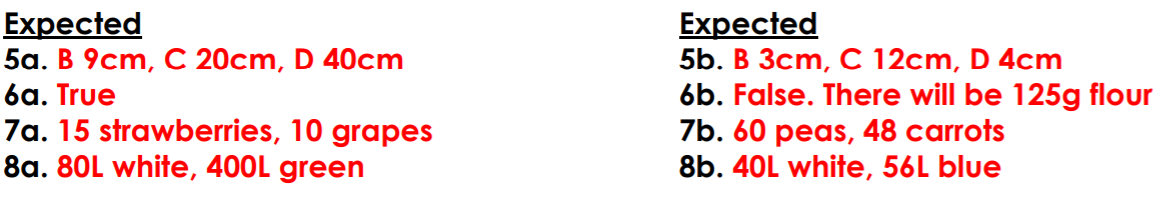 Expected
5a. B 9cm, C 20cm, D 40cm
6a. True
7a. 15 strawberries, 10 grapes
8a. 80L white, 400L green
Expected
5b. B 3cm, C 12cm, D 4cm
6b. False. There will be 125g flour
7b. 60 peas, 48 carrots
8b. 40L white, 56L blue